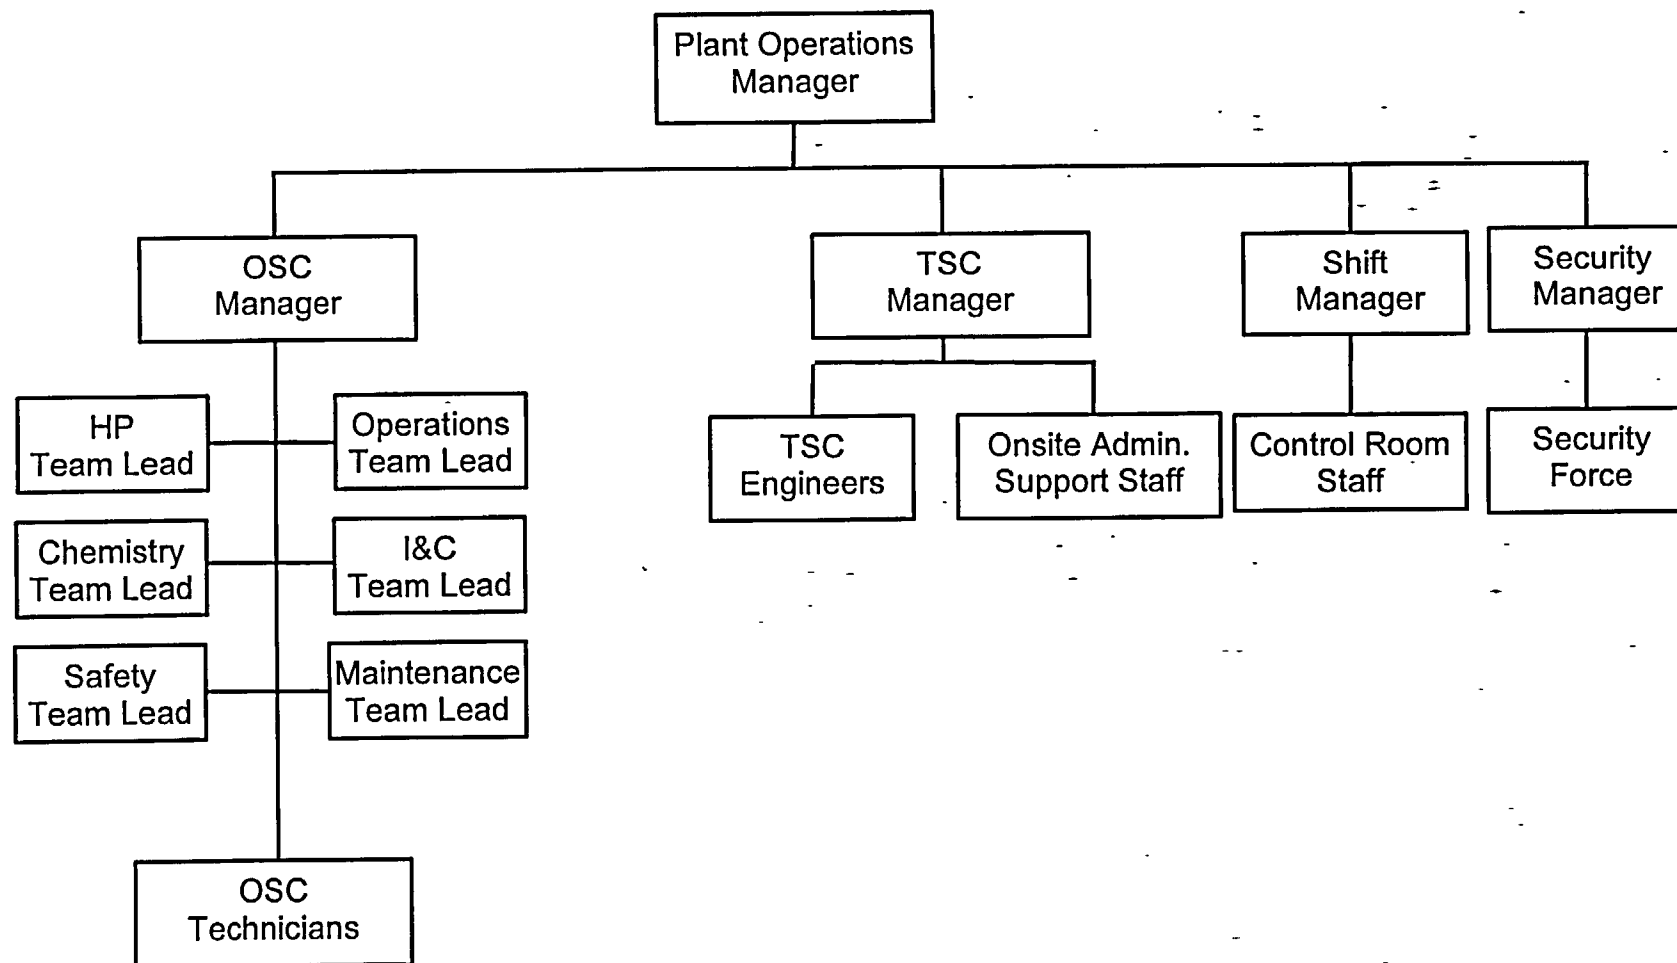 Plant Operations
Manager
OSC
Manager
TSC
Manager
Shift
Manager
Security
Manager
HP
Team Lead
Operations
Team Lead
TSC
Engineers
Onsite Admin.
Support Staff
Control Room
Staff
Security
Force
Chemistry
Team Lead
I&C
Team Lead
Safety
Team Lead
Maintenance
Team Lead
OSC
Technicians